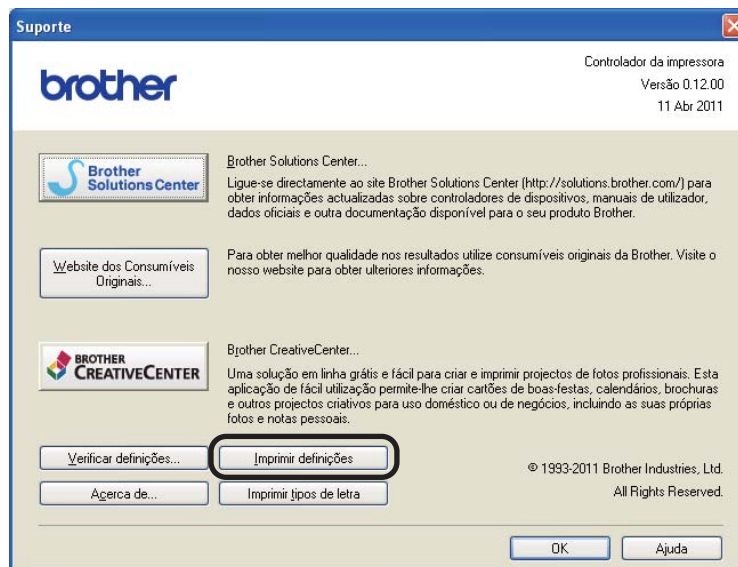 Suporte
brother
Controlador da impressora
Versão 0.12.00
11 Abr 2011
Brother
Solutions Center
Brother Solutions Center...
Ligue-se directamente ao site Brother Solutions Center (http://solutions.brother.com/) para
obter informações actualizadas sobre controladores de dispositivos, manuais de utilizador,
dados oficiais e outra documentação disponível para o seu produto Brother.
Website dos Consumíveis
Originais...
Para obter melhor qualidade nos resultados utilize consumíveis originais da Brother. Visite o
nosso website para obter ulteriores informações.
BROTHER
CREATIVECENTER
Brother CreativeCenter...
Uma solução em linha grátis e fácil para criar e imprimir projectos de fotos profissionais. Esta
aplicação de fácil utilização permite-lhe criar cartões de boas-festas, calendários, brochuras
e outros projectos criativos para uso doméstico ou de negócios, incluindo as suas próprias
fotos e notas pessoais.
Verificar definições...
Imprimir definições
Acerca de...
Imprimir tipos de letra
© 1993-2011 Brother Industries, Ltd.
All Rights Reserved.
OK
Ajuda